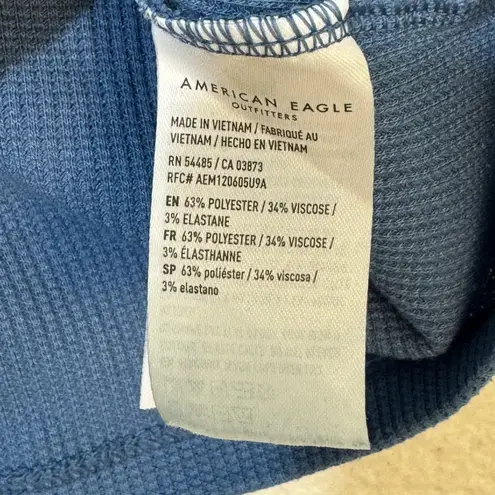 AMERICAN EAGLE
OUTFITTERS
MADE IN VIETNAM / FABRIQUÉ AU
VIETNAM / HECHO EN VIETNAM
RN 54485 / CA 03873
RFC# AEM120605U9A
EN 63% POLYESTER / 34% VISCOSE /
3% ELASTANE
FR 63% POLYESTER / 34% VISCOSE /
3% ÉLASTHANNE
SP 63% poliéster / 34% viscosa /
3% elastano